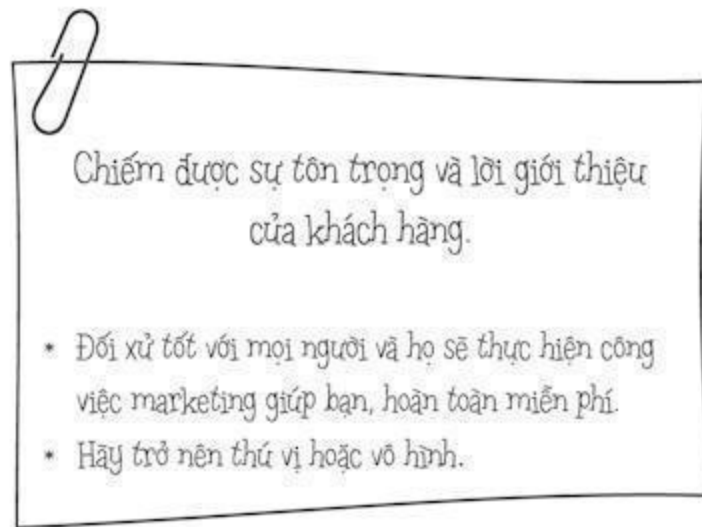 Chiếm được sự tôn trọng và lời giới thiệu
của khách hàng.
* Đối xử tốt với mọi người và họ sẽ thực hiện công
việc marketing giúp bạn, hoàn toàn miễn phí.
* Hãy trở nên thú vị hoặc vô hình.